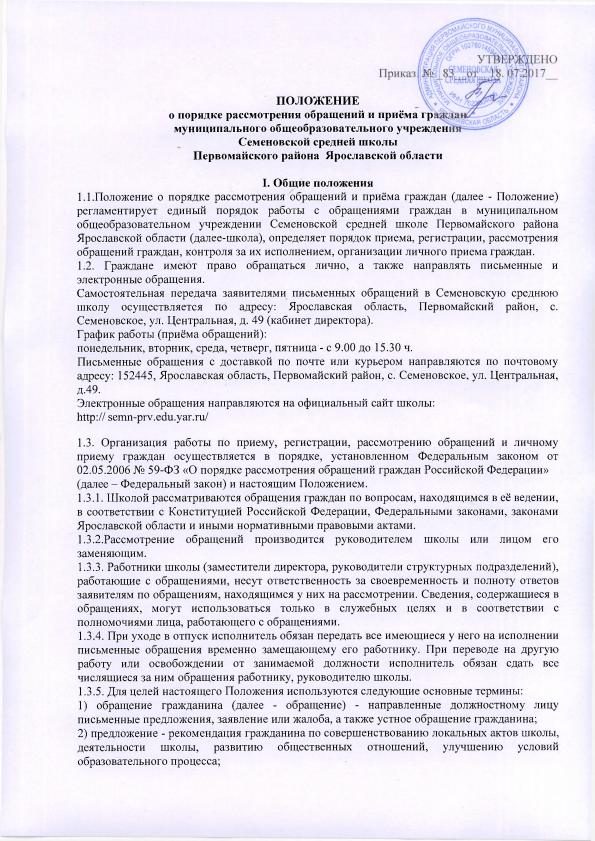 УТВЕРЖДЕНО
Приказ № _83_ от _18.07.2017__
СЕМЕНОВСКАЯ
СРЕДНЯЯ ШКОЛА
ПОЛОЖЕНИЕ
о порядке рассмотрения обращений и приёма граждан
муниципального общеобразовательного учреждения
Семеновской средней школы
Первомайского района Ярославской области
I. Общие положения
1.1.Положение о порядке рассмотрения обращений и приёма граждан (далее - Положение)
регламентирует единый порядок работы с обращениями граждан в муниципальном
общеобразовательном учреждении Семеновской средней школе Первомайского района
Ярославской области (далее-школа), определяет порядок приема, регистрации, рассмотрения
обращений граждан, контроля за их исполнением, организации личного приема граждан.
1.2. Граждане имеют право обращаться лично, а также направлять письменные и
электронные обращения.
Самостоятельная передача заявителями письменных обращений в Семеновскую среднюю
школу осуществляется по адресу: Ярославская область, Первомайский район, с.
Семеновское, ул. Центральная, д. 49 (кабинет директора).
График работы (приёма обращений):
понедельник, вторник, среда, четверг, пятница - с 9.00 до 15.30 ч.
Письменные обращения с доставкой по почте или курьером направляются по почтовому
адресу: 152445, Ярославская область, Первомайский район, с. Семеновское, ул. Центральная,
д.49.
Электронные обращения направляются на официальный сайт школы:
http:// semn-prv.edu.yar.ru/
1.3. Организация работы по приему, регистрации, рассмотрению обращений и личному
приему граждан осуществляется в порядке, установленном Федеральным законом от
02.05.2006 № 59-ФЗ «О порядке рассмотрения обращений граждан Российской Федерации»
(далее – Федеральный закон) и настоящим Положением.
1.3.1. Школой рассматриваются обращения граждан по вопросам, находящимся в её ведении,
в соответствии с Конституцией Российской Федерации, Федеральными законами, законами
Ярославской области и иными нормативными правовыми актами.
1.3.2.Рассмотрение обращений производится руководителем школы или лицом его
заменяющим.
1.3.3. Работники школы (заместители директора, руководители структурных подразделений),
работающие с обращениями, несут ответственность за своевременность и полноту ответов
заявителям по обращениям, находящимся у них на рассмотрении. Сведения, содержащиеся в
обращениях, могут использоваться только в служебных целях и в соответствии с
полномочиями лица, работающего с обращениями.
1.3.4. При уходе в отпуск исполнитель обязан передать все имеющиеся у него на исполнении
письменные обращения временно замещающему его работнику. При переводе на другую
работу или освобождении от занимаемой должности исполнитель обязан сдать все
числящиеся за ним обращения работнику, руководителю школы.
1.3.5. Для целей настоящего Положения используются следующие основные термины:
1) обращение гражданина (далее - обращение) - направленные должностному лицу
письменные предложения, заявление или жалоба, а также устное обращение гражданина;
2) предложение - рекомендация гражданина по совершенствованию локальных актов школы,
деятельности школы, развитию общественных отношений, улучшению условий
образовательного процесса;